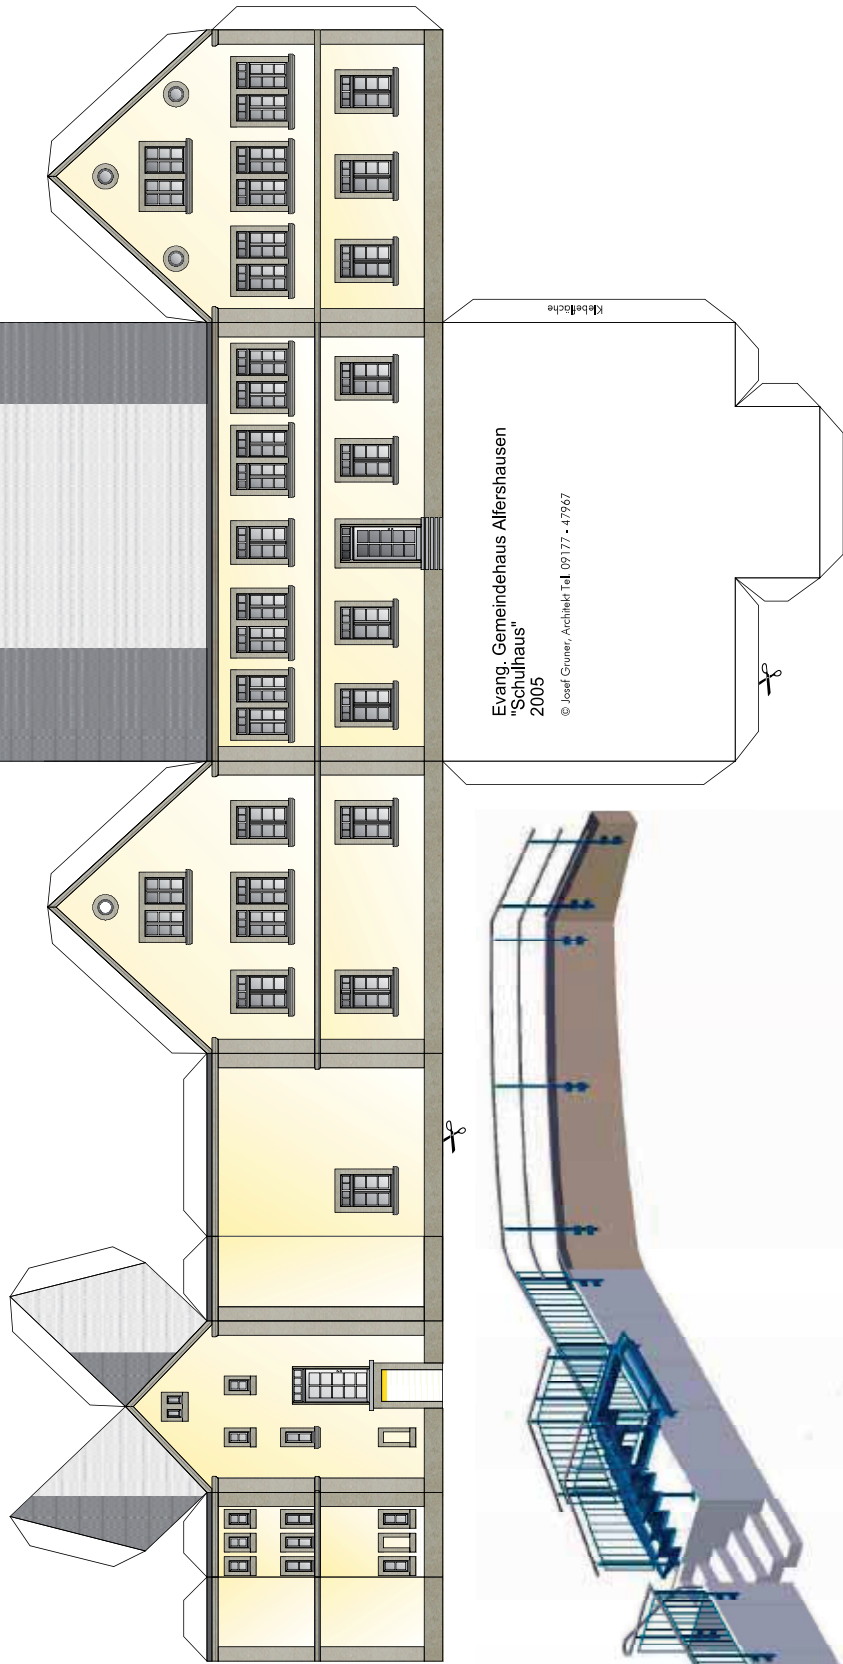 Klebefläche
Evang. Gemeindehaus Alfershausen
"Schulhaus"
2005
© Josef Gruner, Architekt Tel. 09177 - 47967